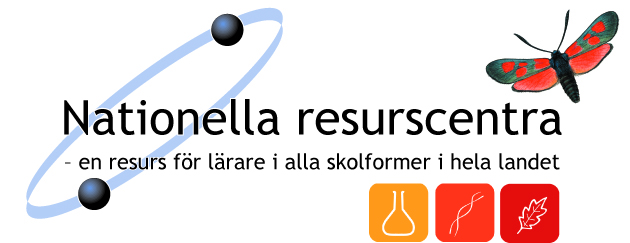 Nationella resurscentra
– en resurs för lärare i alla skolformer i hela landet